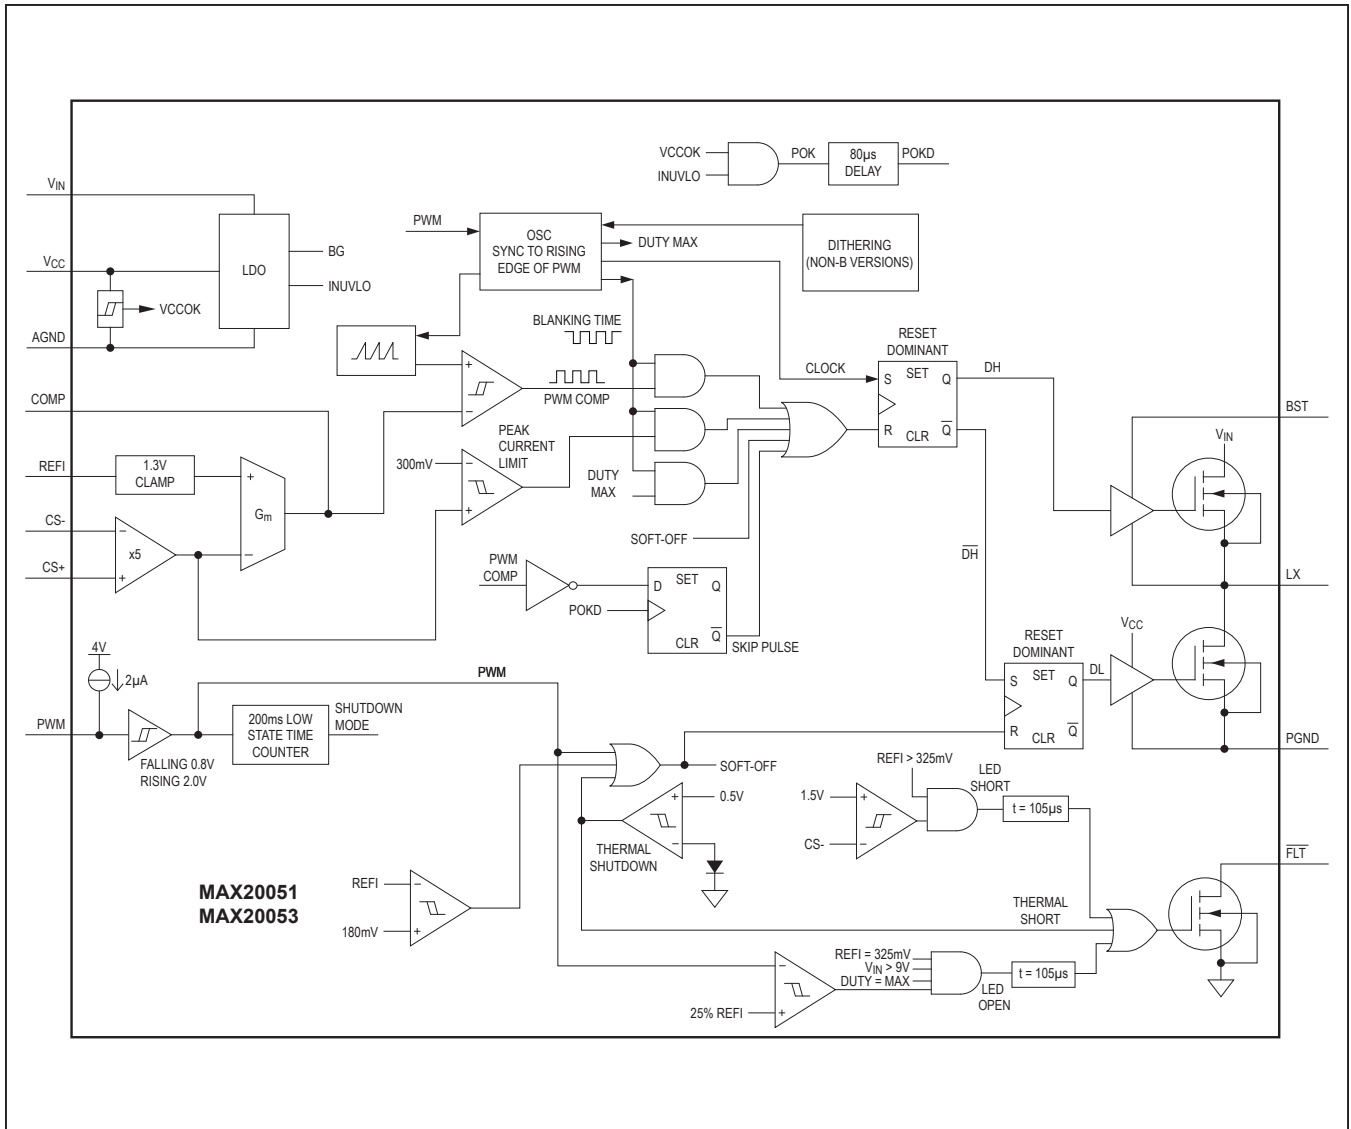 VCCOK
INUVLO
POK
80µs
DELAY
POKD
VIN
VCC
AGND
LDO
BG
INUVLO
VCCOK
PWM
OSC
SYNC TO RISING
EDGE OF PWM
DUTY MAX
DITHERING
(NON-B VERSIONS)
BLANKING TIME
CLOCK
RESET
DOMINANT
S
SET
Q
R
CLR
Q
DH
COMP
REFI
1.3V
CLAMP
CS-
CS+
x5
Gm
+
−
−
+
+
−
PWM COMP
PEAK
CURRENT
LIMIT
300mV
−
+
DUTY
MAX
SOFT-OFF
PWM
COMP
POKD
D
SET
Q
CLR
Q
SKIP PULSE
DH
BST
VIN
LX
VCC
PGND
RESET
DOMINANT
S
SET
Q
R
CLR
Q
DL
4V
2µA
PWM
FALLING 0.8V
RISING 2.0V
200ms LOW
STATE TIME
COUNTER
SHUTDOWN
MODE
PWM
SOFT-OFF
+
−
0.5V
THERMAL
SHUTDOWN
REFI > 325mV
1.5V
+
−
CS-
LED
SHORT
t = 105µs
FLT
MAX20051
MAX20053
REFI
−
180mV
+
THERMAL
SHORT
REFI = 325mV
VIN > 9V
DUTY = MAX
−
+
25% REFI
LED
OPEN
t = 105µs